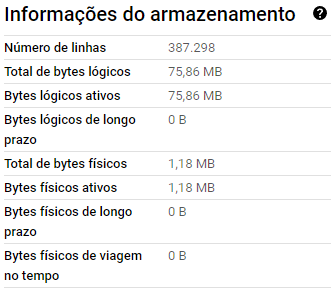 Informações do armazenamento ?
Número de linhas 387.298
Total de bytes lógicos 75,86 MB
Bytes lógicos ativos 75,86 MB
Bytes lógicos de longo 0 B
prazo
Total de bytes físicos 1,18 MB
Bytes físicos ativos 1,18 MB
Bytes físicos de longo 0 B
prazo
Bytes físicos de viagem 0 B
no tempo